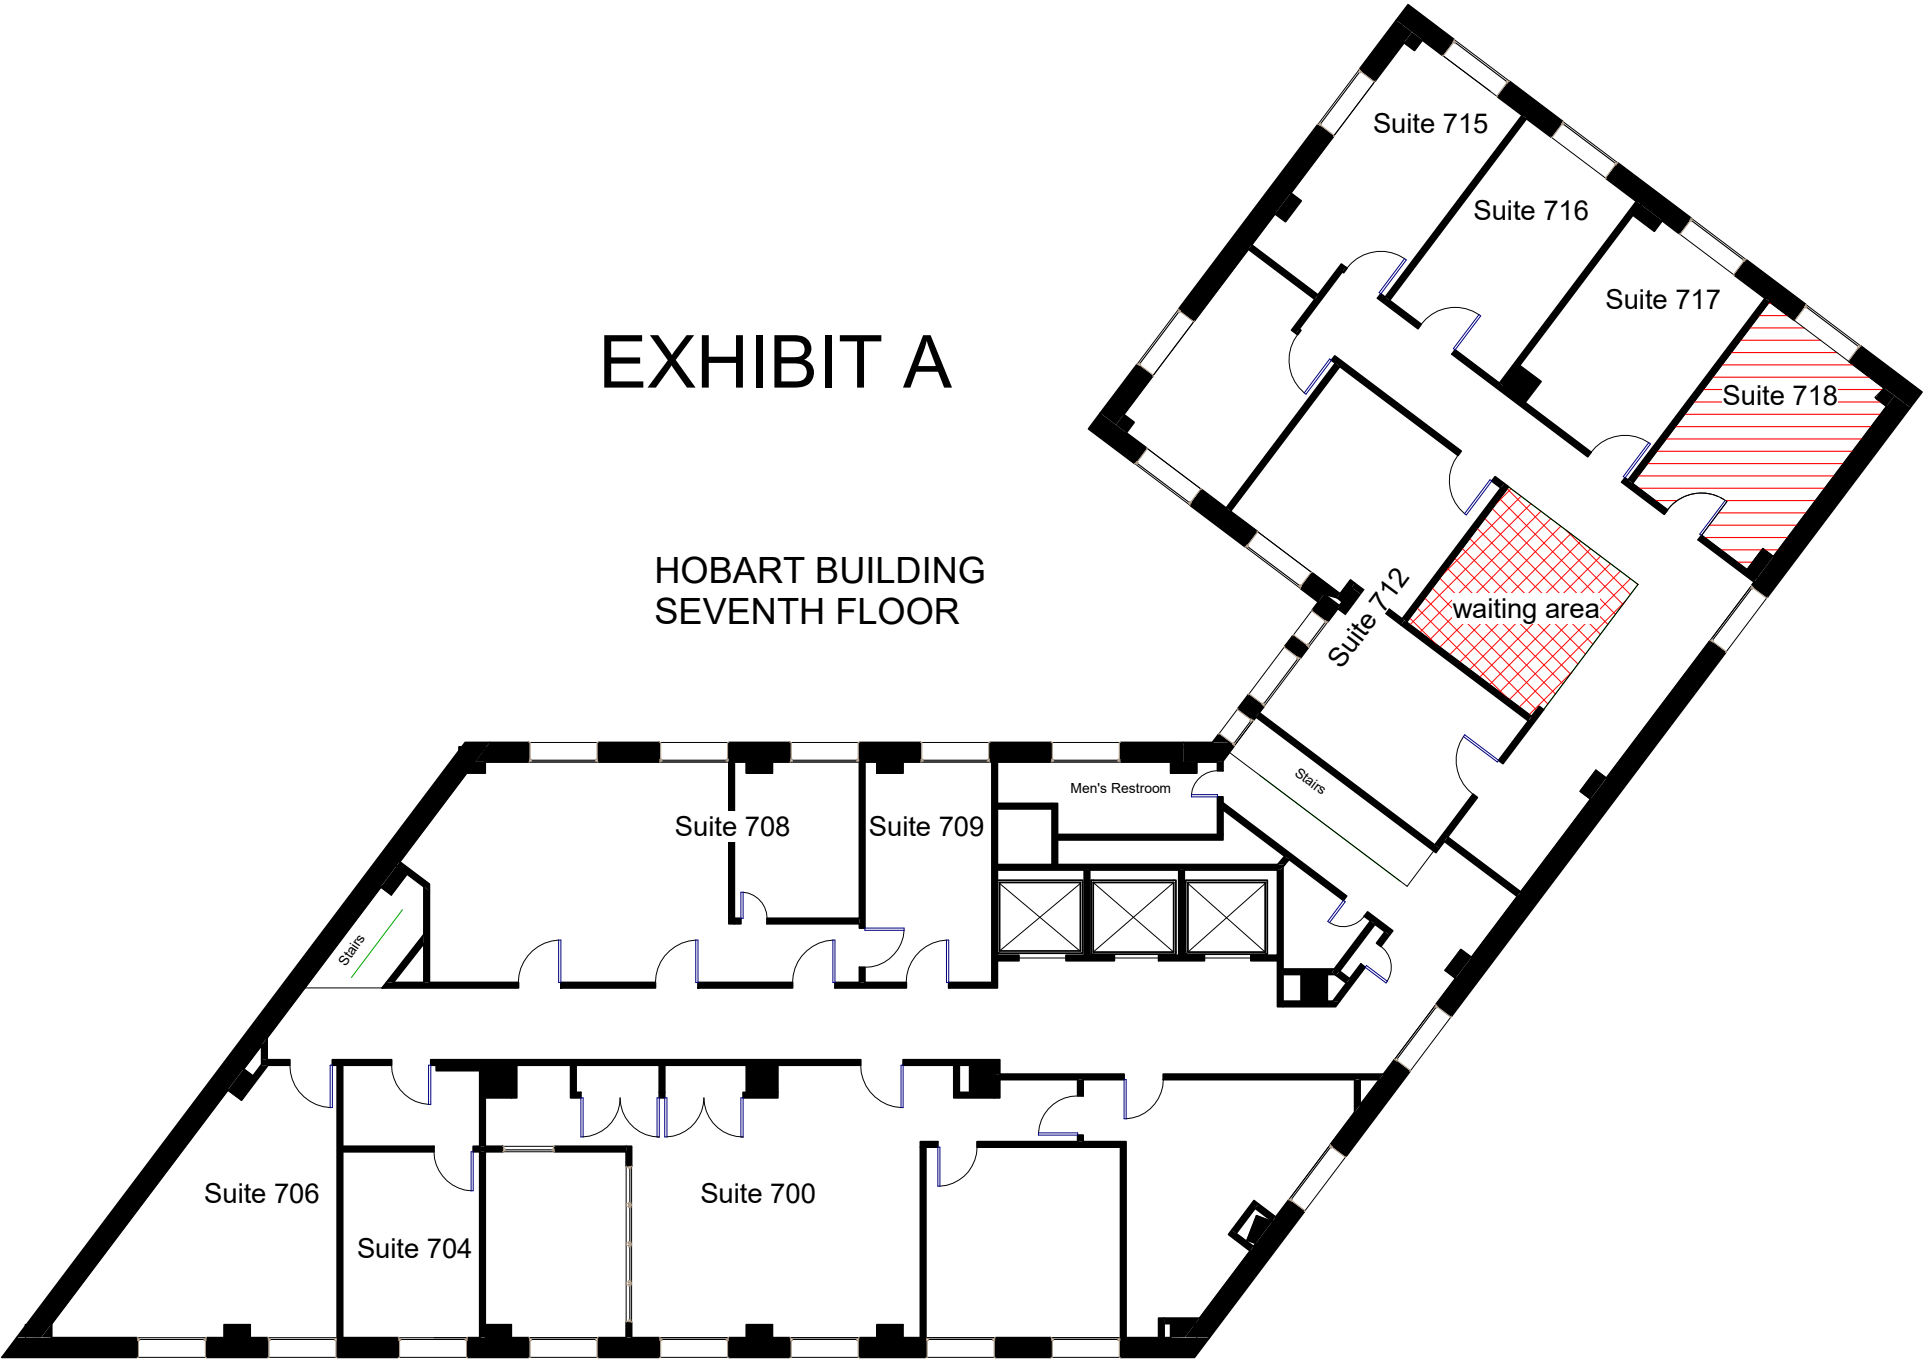 Suite 715
Suite 716
Suite 717
EXHIBIT A
Suite 718
HOBART BUILDING
SEVENTH FLOOR
Suite 712
waiting area
Stairs
Men's Restroom
Suite 708
Suite 709
Stairs
Suite 706
Suite 700
Suite 704